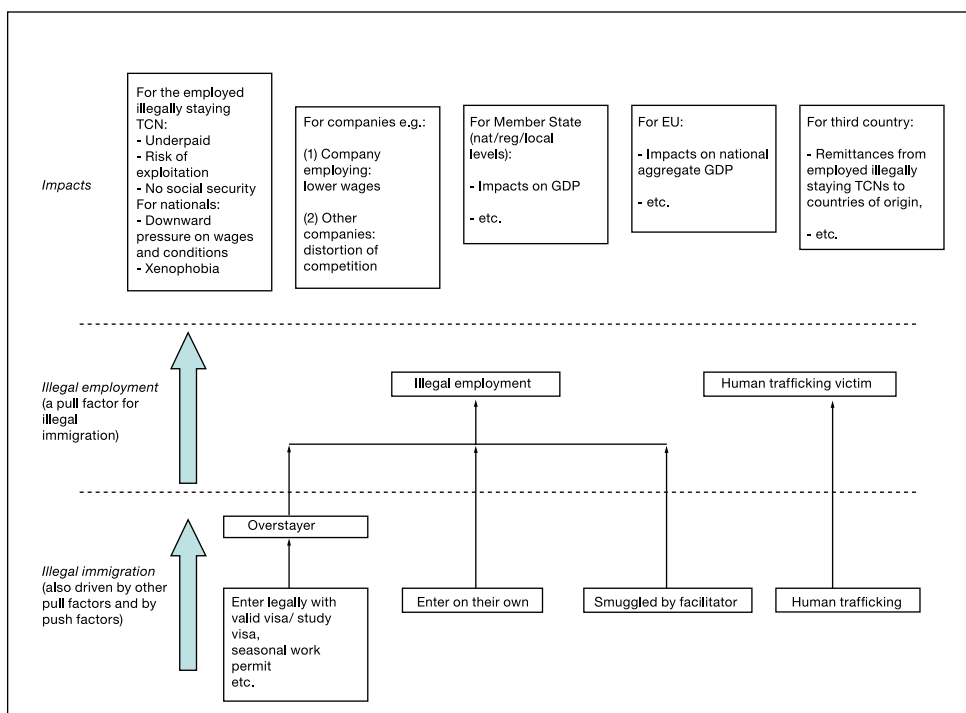 Impacts
For the employed
illegally staying
TCN:
- Underpaid
- Risk of
exploitation
- No social security
For nationals:
- Downward
pressure on wages
and conditions
- Xenophobia
For companies e.g.:
(1) Company
employing:
lower wages
(2) Other
companies:
distortion of
competition
For Member State
(nat/reg/local
levels):
- Impacts on GDP
- etc.
For EU:
- Impacts on national
aggregate GDP
- etc.
For third country:
- Remittances from
employed illegally
staying TCNs to
countries of origin,
- etc.
Illegal employment
(a pull factor for
illegal
immigration)
Illegal employment
Human trafficking victim
Illegal immigration
(also driven by other
pull factors and by
push factors)
Overstayer
Enter legally with
valid visa/ study
visa,
seasonal work
permit
etc.
Enter on their own
Smuggled by facilitator
Human trafficking